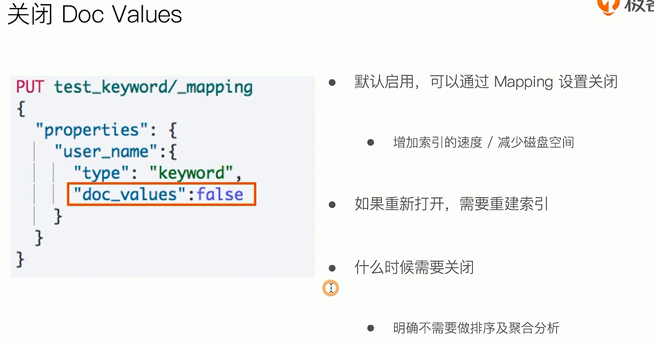 关闭 Doc Values
极客
PUT test_keyword/_mapping
{
"properties": {
"user_name":{
"type": "keyword",
"doc_values":false
}
}
}
默认启用，可以通过 Mapping 设置关闭
增加索引的速度 / 减少磁盘空间
如果重新打开，需要重建索引
什么时候需要关闭
明确不需要做排序及聚合分析